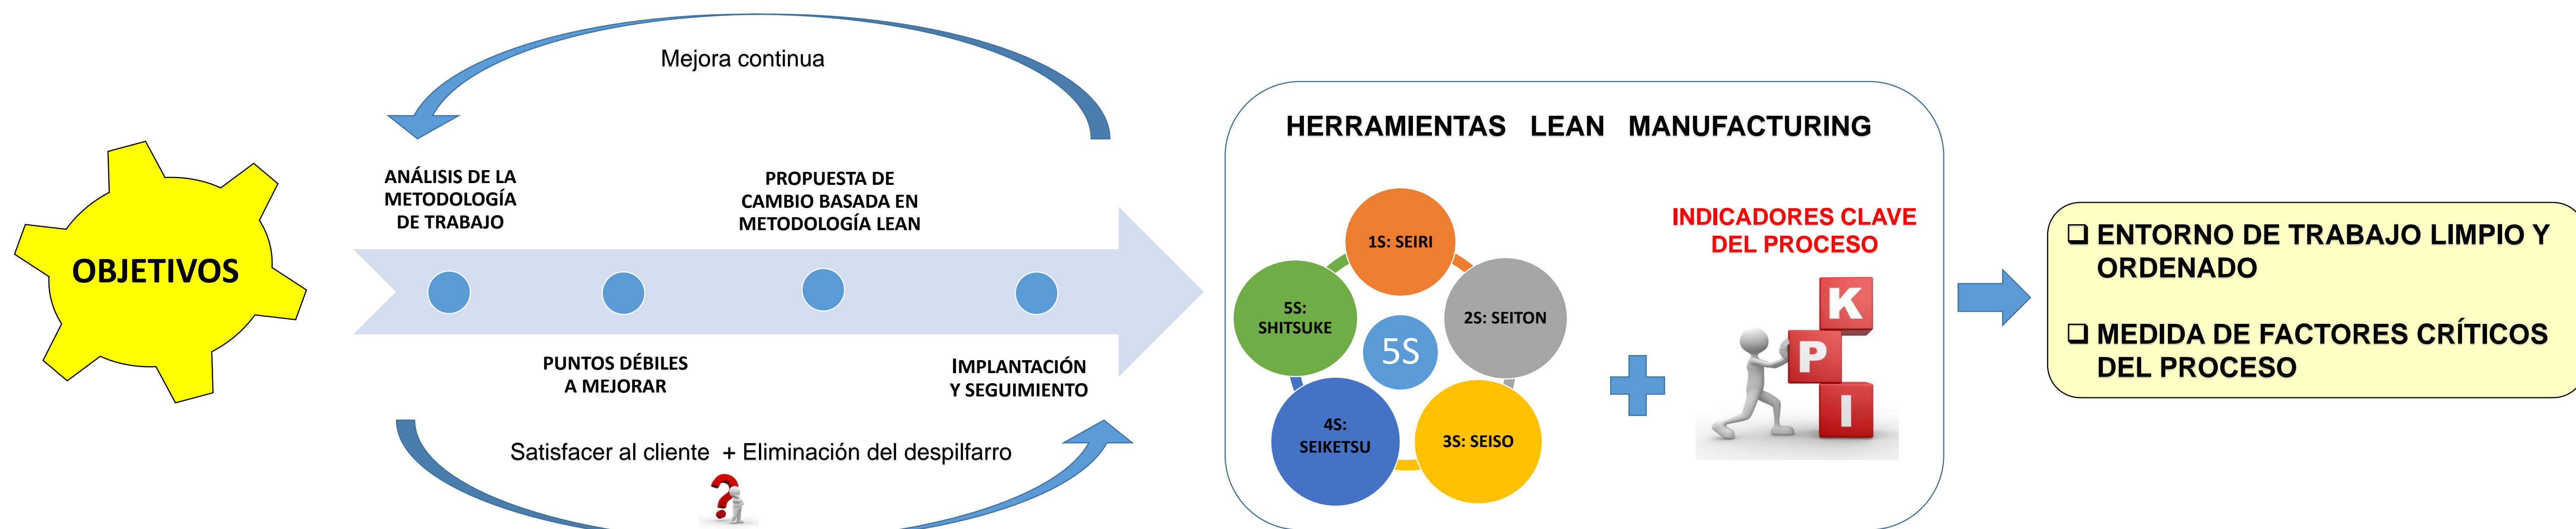 Mejora continua
OBJETIVOS
ANÁLISIS DE LA
METODOLOGÍA
DE TRABAJO
PUNTOS DÉBILES
A MEJORAR
PROPUESTA DE
CAMBIO BASADA EN
METODOLOGÍA LEAN
IMPLANTACIÓN
Y SEGUIMIENTO
Satisfacer al cliente + Eliminación del despilfarro
?
HERRAMIENTAS LEAN MANUFACTURING
1S: SEIRI
2S: SEITON
3S: SEISO
4S:
SEIKETSU
5S:
SHITSUKE
5S
INDICADORES CLAVE
DEL PROCESO
K
P
I
ENTORNO DE TRABAJO LIMPIO Y
ORDENADO
MEDIDA DE FACTORES CRÍTICOS
DEL PROCESO